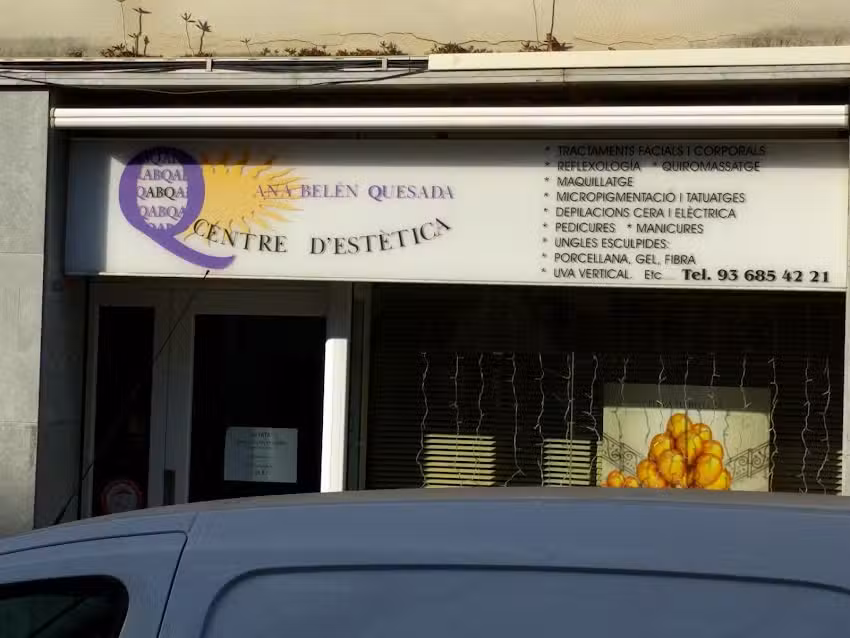 QABQA
ANA BELÉN QUESADA
CENTRE D'ESTÈTICA
* TRACTAMENTS FACIALS I CORPORALS
* REFLEXOLOGÍA * QUIROMASSATGE
* MAQUILLATGE
* MICROPIGMENTACIÓ I TATUATGES
* DEPILACIONS CERA I ELÈCTRICA
* PEDICURES * MANICURES
* UNGLES ESCULPIDES:
* PORCELLANA, GEL, FIBRA
* UVA VERTICAL. Etc.... Tel. 93 685 42 21